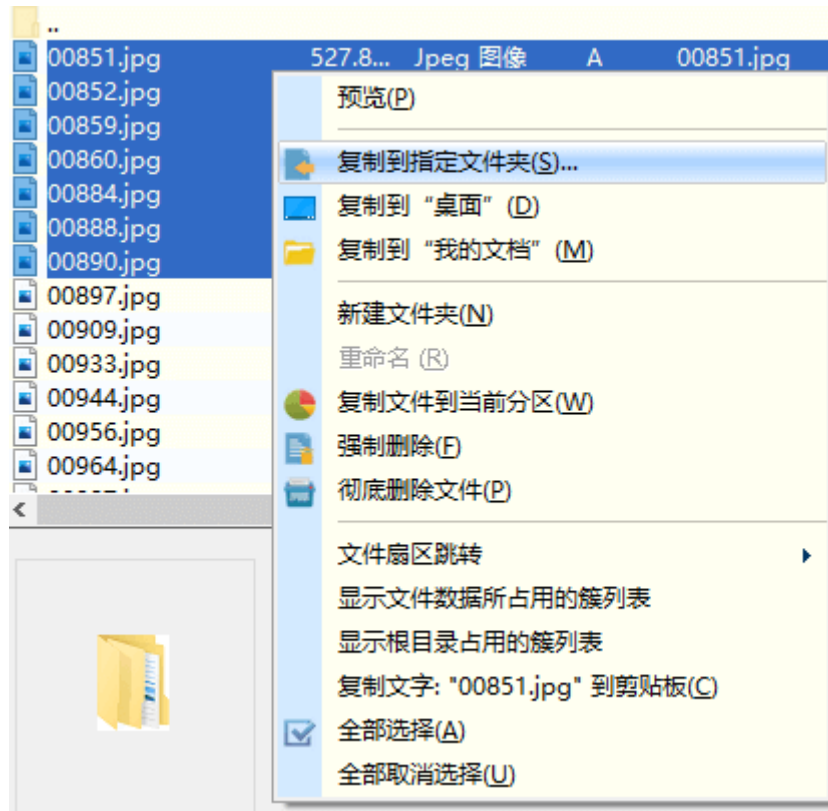 ..
00851.jpg 527.8... Jpeg 图像 A 00851.jpg
00852.jpg
00859.jpg
00860.jpg
00884.jpg
00888.jpg
00890.jpg
00897.jpg
00909.jpg
00933.jpg
00944.jpg
00956.jpg
00964.jpg
预览(P)
复制到指定文件夹(S)...
复制到“桌面”(D)
复制到“我的文档”(M)
新建文件夹(N)
重命名 (R)
复制文件到当前分区(W)
强制删除(F)
彻底删除文件(P)
文件扇区跳转
显示文件数据所占用的簇列表
显示根目录占用的簇列表
复制文字: "00851.jpg" 到剪贴板(C)
全部选择(A)
全部取消选择(U)